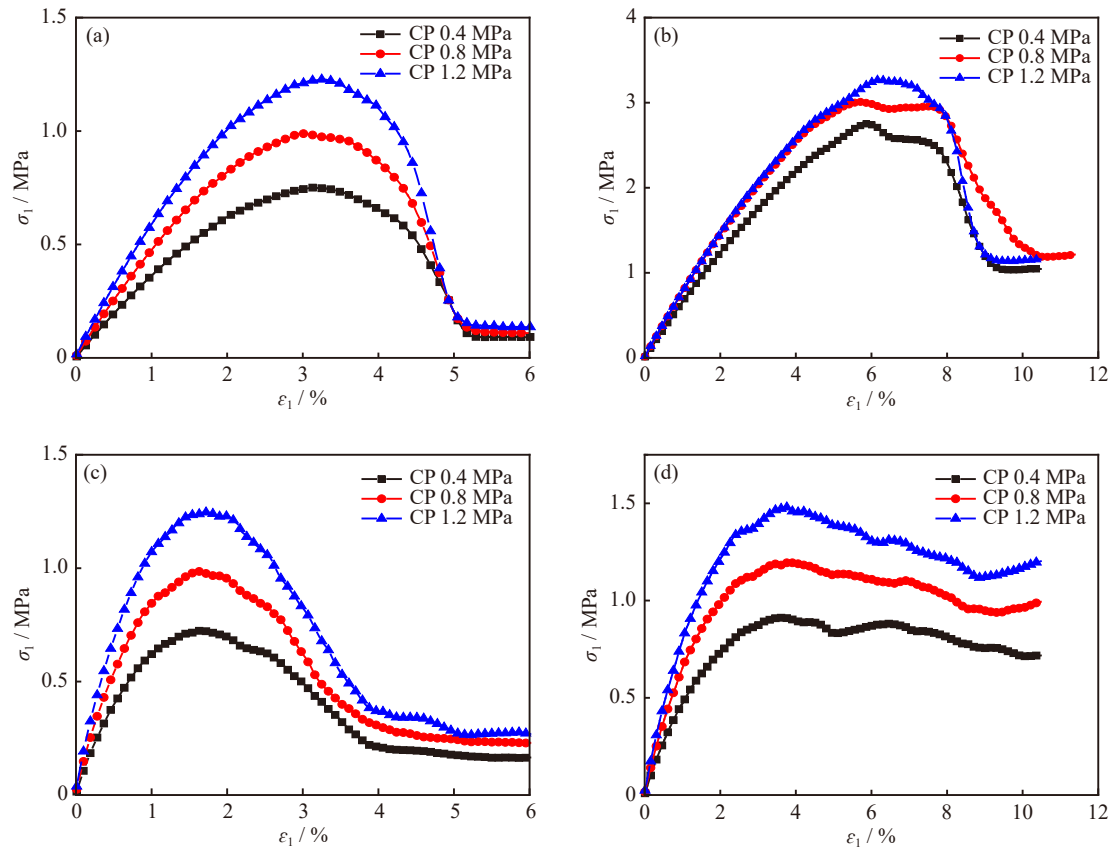 (a)
CP 0.4 MPa
CP 0.8 MPa
CP 1.2 MPa
1.5
1.0
0.5
0
σ₁ / MPa
0 1 2 3 4 5 6
ε₁ / %
(b)
CP 0.4 MPa
CP 0.8 MPa
CP 1.2 MPa
4
3
2
1
0
σ₁ / MPa
0 2 4 6 8 10 12
ε₁ / %
(c)
CP 0.4 MPa
CP 0.8 MPa
CP 1.2 MPa
1.5
1.0
0.5
0
σ₁ / MPa
0 1 2 3 4 5 6
ε₁ / %
(d)
CP 0.4 MPa
CP 0.8 MPa
CP 1.2 MPa
1.5
1.0
0.5
0
σ₁ / MPa
0 2 4 6 8 10 12
ε₁ / %